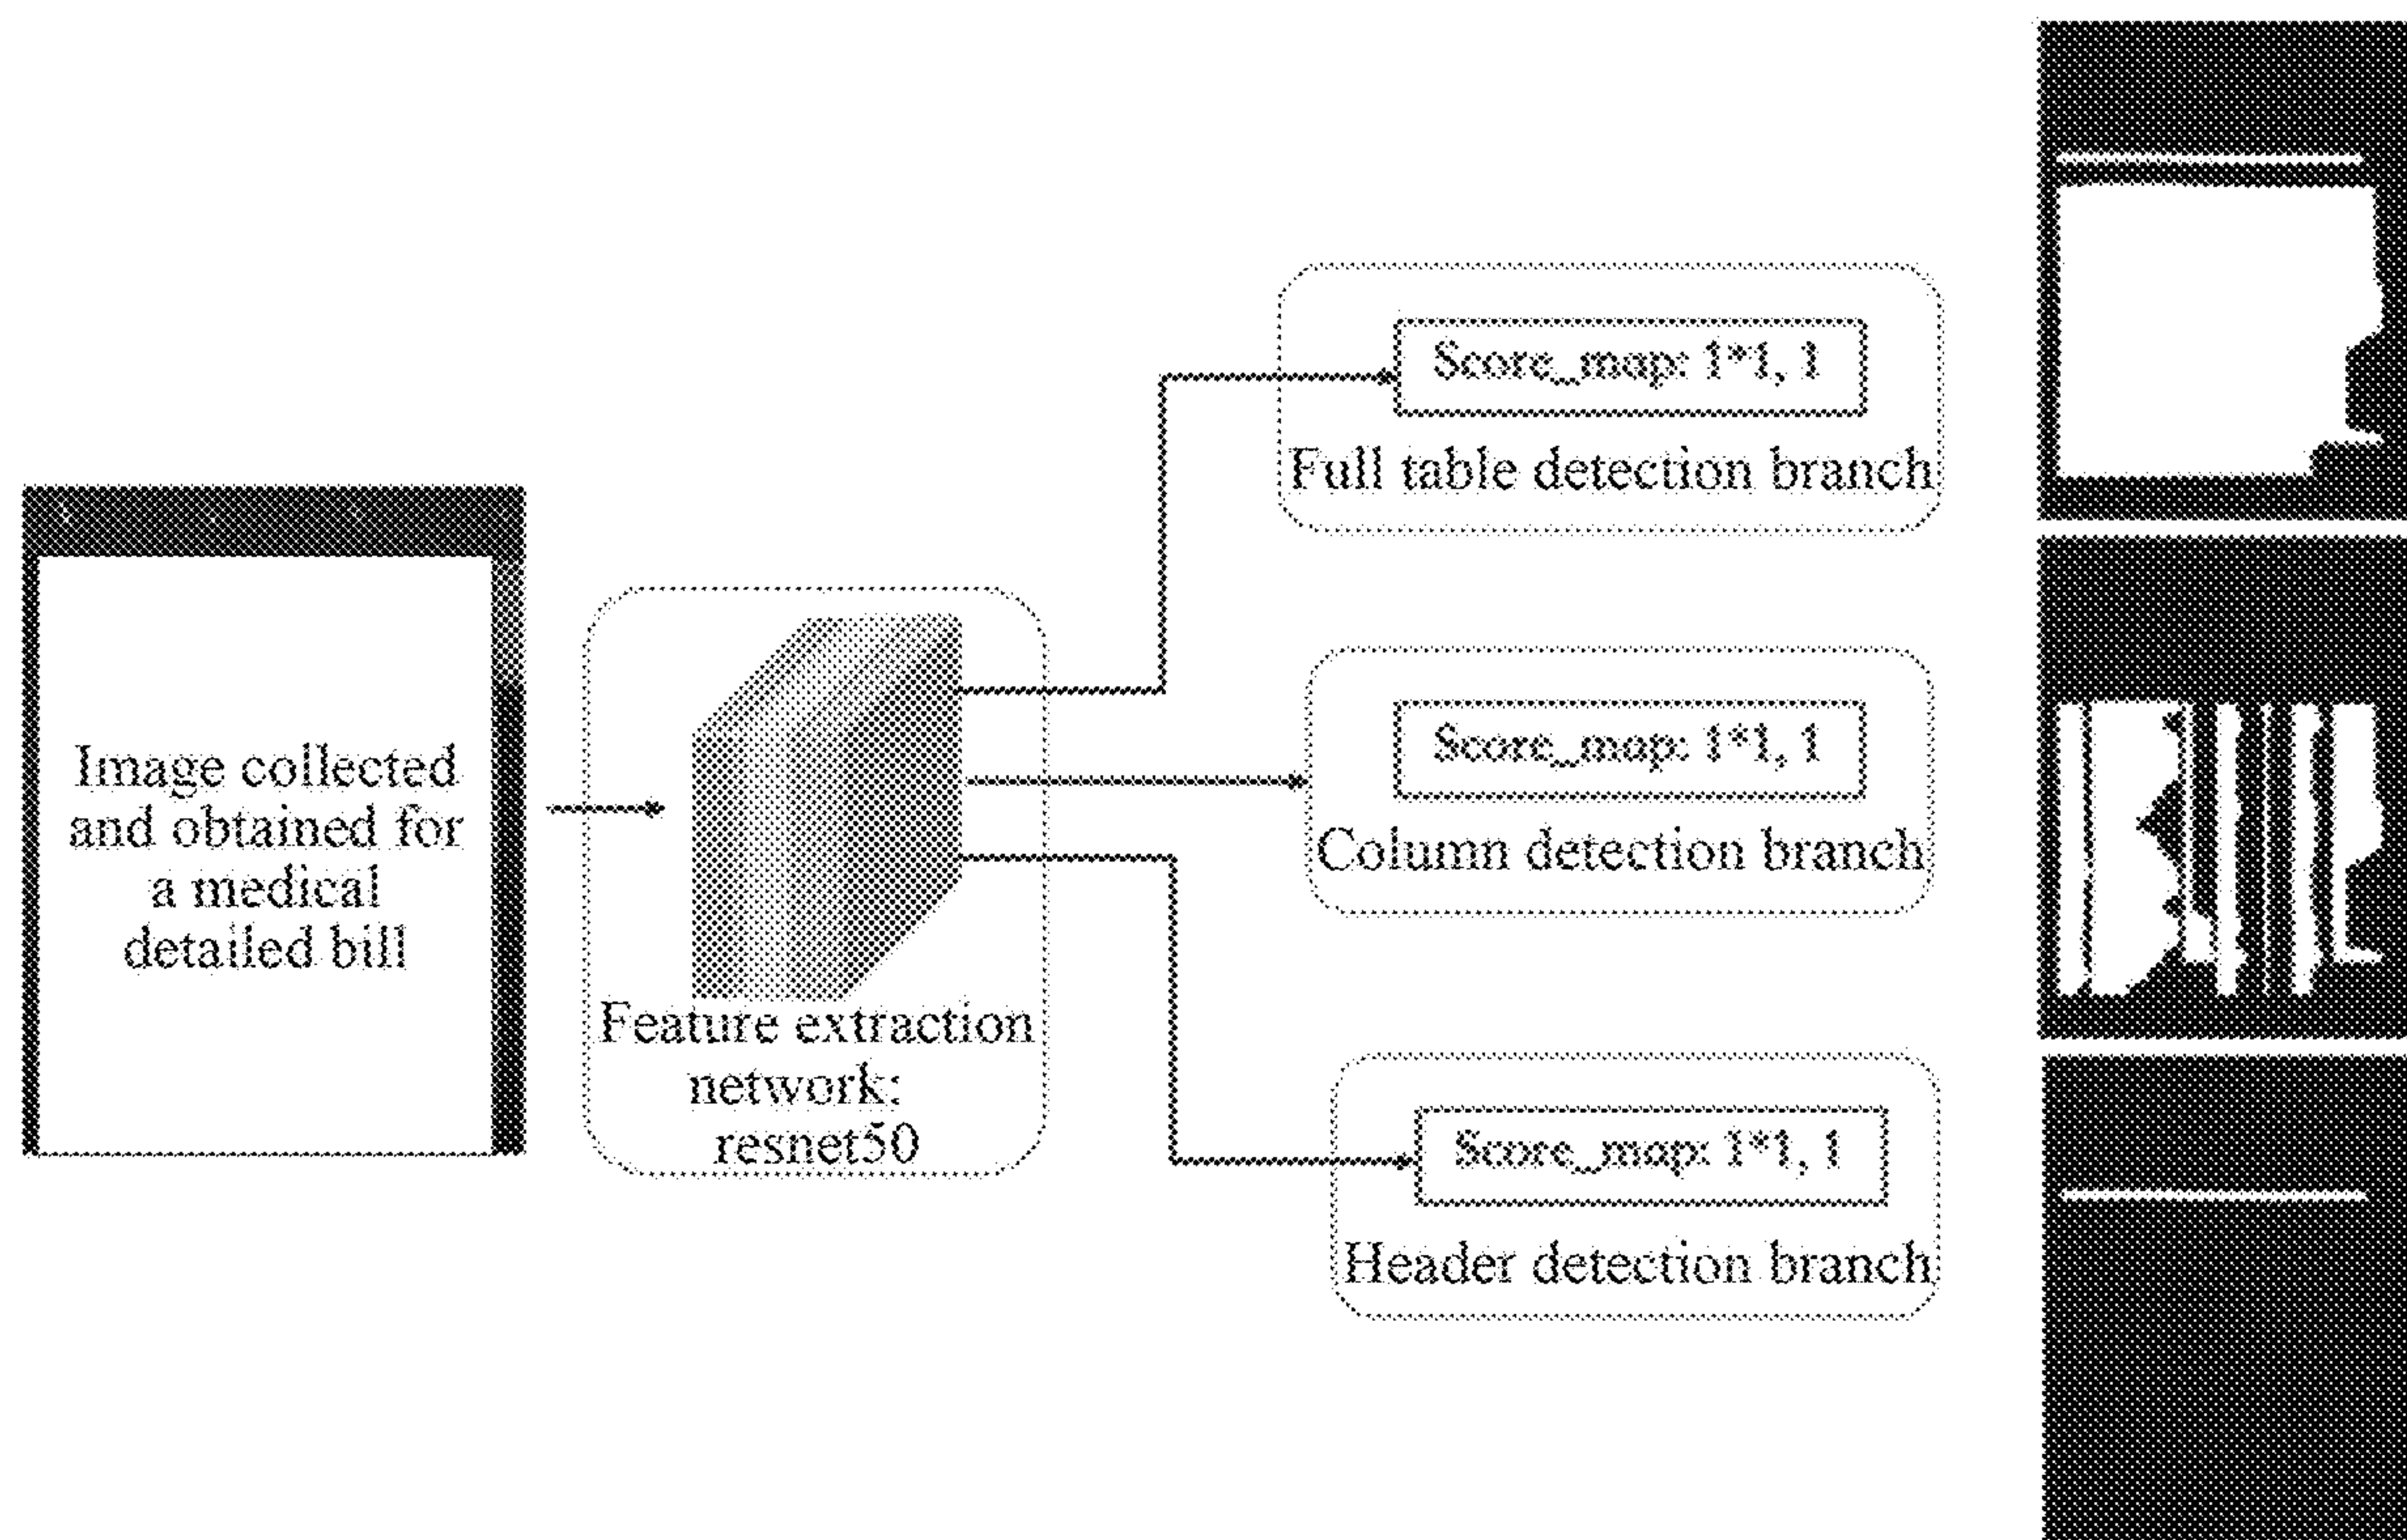 Image collected
and obtained for
a medical
detailed bill
Feature extraction
network:
resnet50
Score_map: 1*1, 1
Full table detection branch
Score_map: 1*1, 1
Column detection branch
Score_map: 1*1, 1
Header detection branch